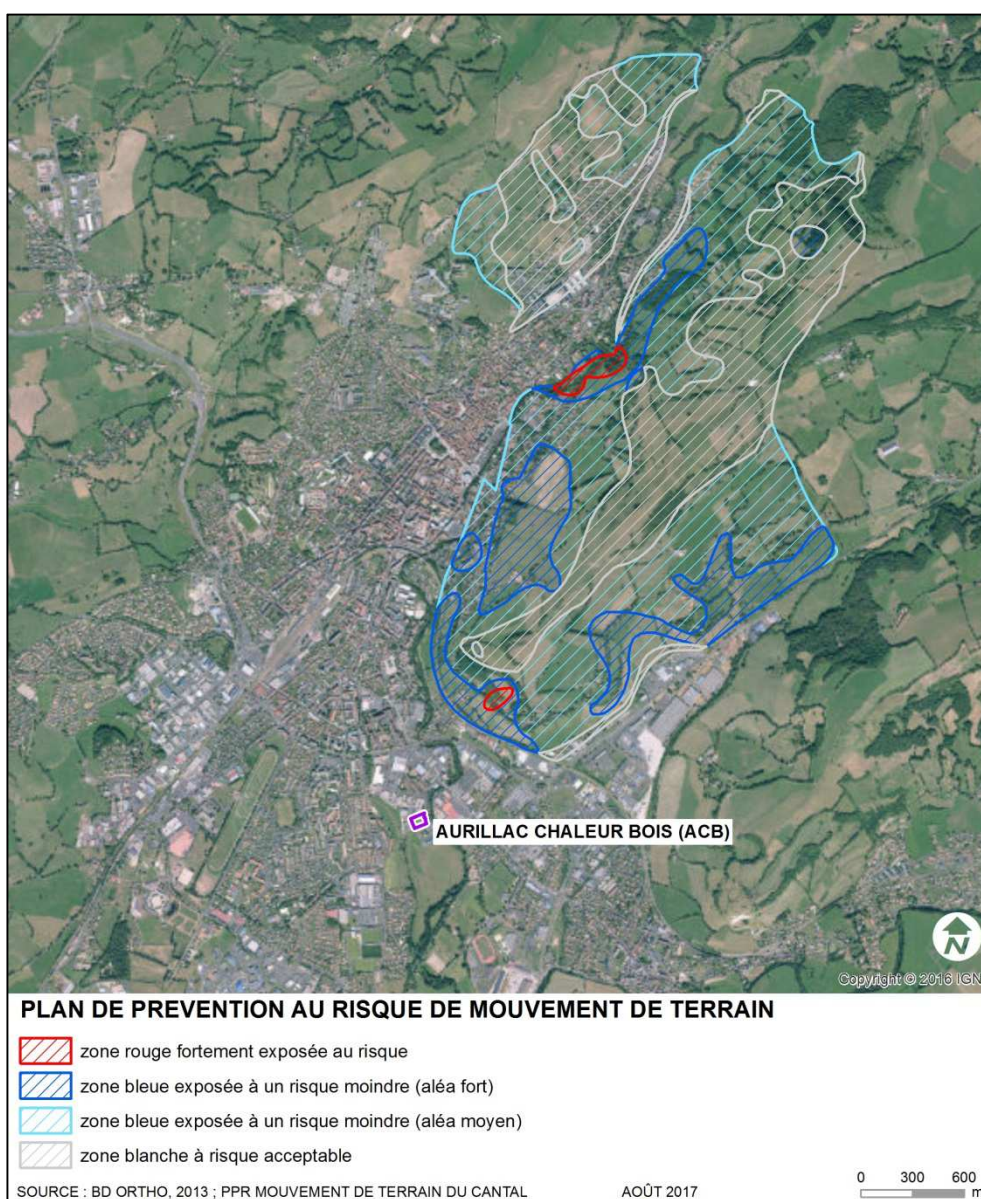 AURILLAC CHALEUR BOIS (ACB)
N
Copyright © 2016 IGN
PLAN DE PREVENTION AU RISQUE DE MOUVEMENT DE TERRAIN
zone rouge fortement exposée au risque
zone bleue exposée à un risque moindre (aléa fort)
zone bleue exposée à un risque moindre (aléa moyen)
zone blanche à risque acceptable
SOURCE : BD ORTHO, 2013 ; PPR MOUVEMENT DE TERRAIN DU CANTAL AOÛT 2017
0 300 600
m